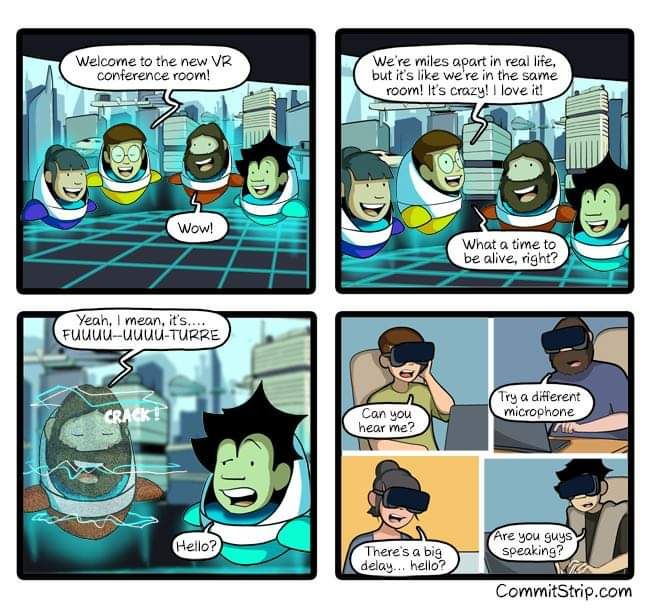 Welcome to the new VR
conference room!
Wow!
We're miles apart in real life,
but it's like we're in the same
room! It's crazy! I love it!
What a time to
be alive, right?
Yeah, I mean, it's....
FUUUU--UUUU-TURRE
CRACK!
Hello?
Can you
hear me?
Try a different
microphone
There's a big
delay... hello?
Are you guys
speaking?
CommitStrip.com